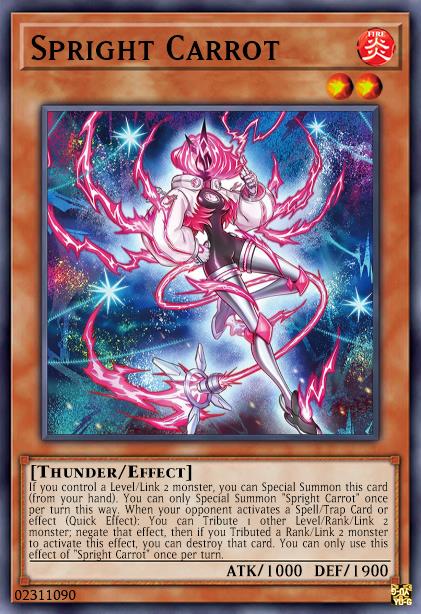 SPRIGHT CARROT
FIRE
炎
[THUNDER/EFFECT]
If you control a Level/Link 2 monster, you can Special Summon this card
(from your hand). You can only Special Summon "Spright Carrot" once
per turn this way. When your opponent activates a Spell/Trap Card or
effect (Quick Effect): You can Tribute 1 other Level/Rank/Link 2
monster; negate that effect, then if you Tributed a Rank/Link 2 monster
to activate this effect, you can destroy that card. You can only use this
effect of "Spright Carrot" once per turn.
ATK/1000 DEF/1900
02311090